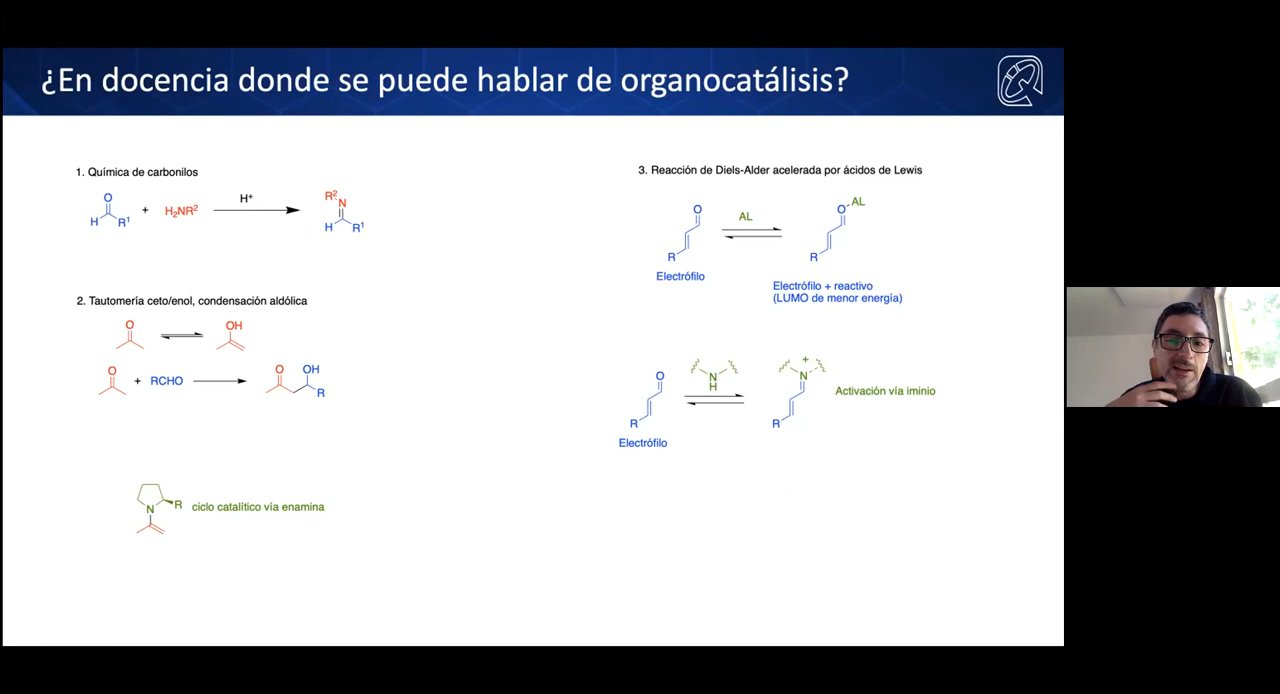 ¿En docencia donde se puede hablar de organocatálisis?
1. Química de carbonilos
O
H R¹ + H₂NR² H⁺ R² N H R¹
2. Tautomería ceto/enol, condensación aldólica
O OH
O + RCHO O OH R
N R ciclo catalítico vía enamina
3. Reacción de Diels-Alder acelerada por ácidos de Lewis
O R AL O AL R
Electrófilo
Electrófilo + reactivo
(LUMO de menor energía)
O R N H + N R Activación vía iminio
Electrófilo